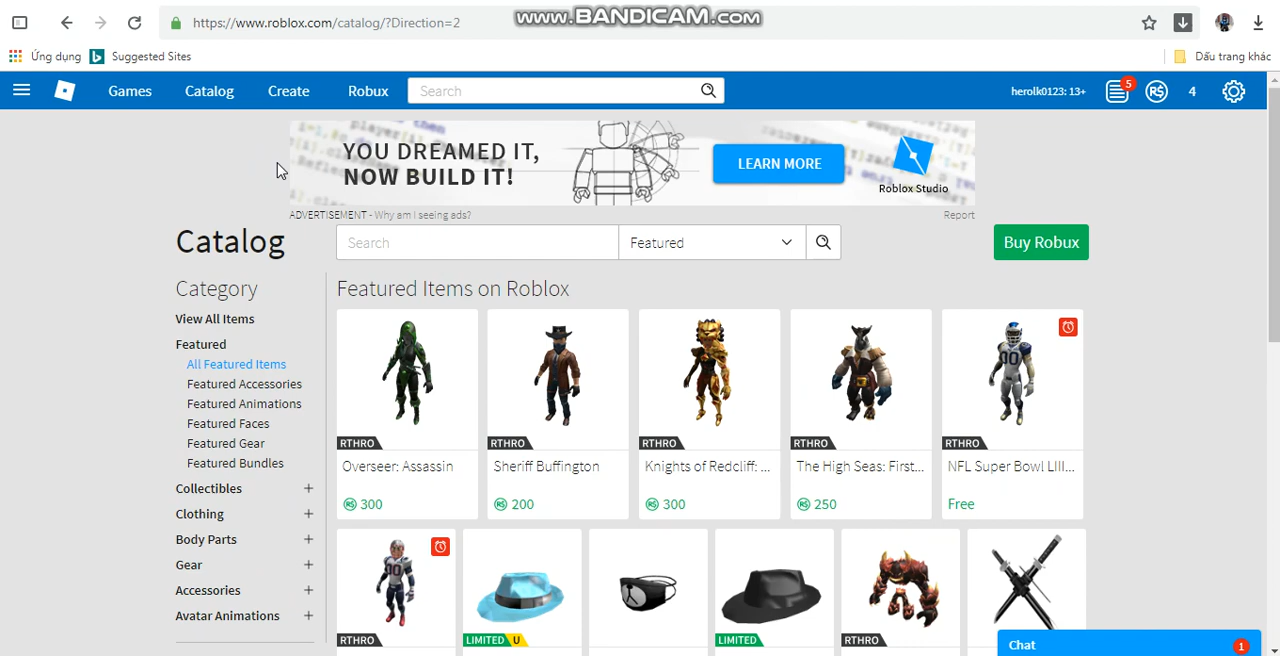 https://www.roblox.com/catalog/?Direction=2
www.BANDICAM.com
Ứng dụng
Suggested Sites
Dấu trang khác
Games
Catalog
Create
Robux
Search
herolk0123: 13+
5
R$
4
YOU DREAMED IT,
NOW BUILD IT!
LEARN MORE
Roblox Studio
ADVERTISEMENT - Why am I seeing ads?
Report
Catalog
Search
Featured
Buy Robux
Category
View All Items
Featured
All Featured Items
Featured Accessories
Featured Animations
Featured Faces
Featured Gear
Featured Bundles
Collectibles
Clothing
Body Parts
Gear
Accessories
Avatar Animations
Featured Items on Roblox
RTHRO
Overseer: Assassin
R$ 300
RTHRO
Sheriff Buffington
R$ 200
RTHRO
Knights of Redcliff: ...
R$ 300
RTHRO
The High Seas: First...
R$ 250
00
RTHRO
NFL Super Bowl LIII...
Free
00
RTHRO
LIMITED U
LIMITED
RTHRO
Chat
1